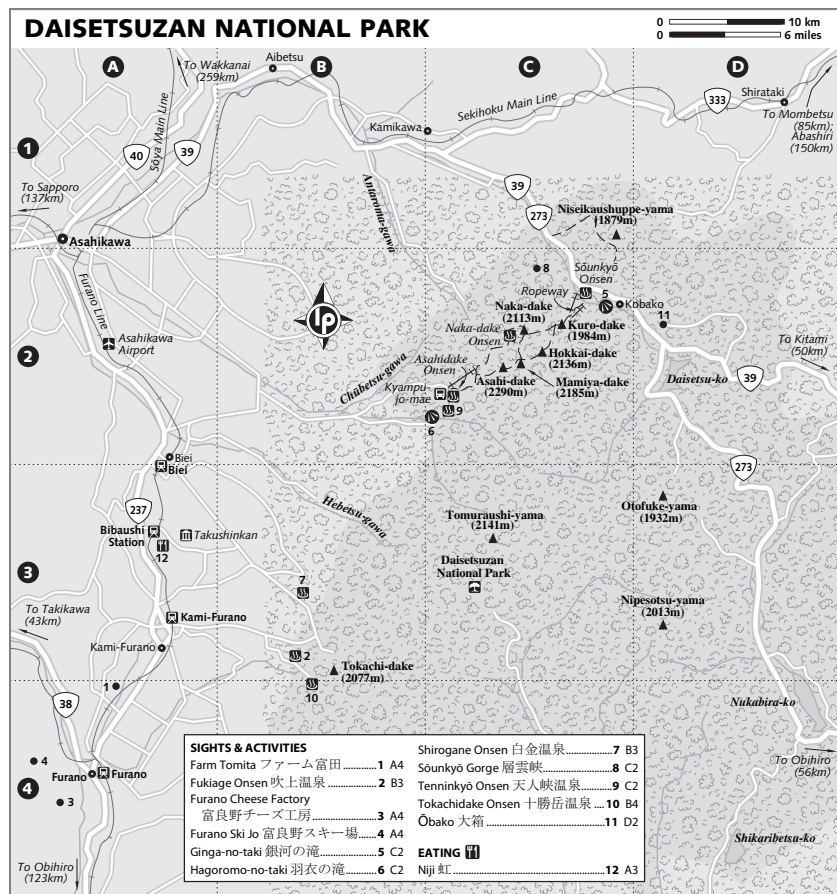 DAISETSUZAN NATIONAL PARK
0 10 km
0 6 miles
A
B
C
D
To Wakkanai
(259km)
Aibetsu
Shirataki
333
Sekihoku Main Line
Kamikawa
To Mombetsu
(85km);
Abashiri
(150km)
1
Sōya Main Line
40
39
To Sapporo
(137km)
Antaroma-gawa
39
273
Niseikaushuppe-yama
(1879m)
Asahikawa
Furano Line
8
Sōunkyō
Onsen
Ropeway
5
Kobako
lp
Naka-dake
(2113m)
11
Asahikawa
Airport
Naka-dake
Onsen
Kuro-dake
(1984m)
To Kitami
(50km)
2
Asahidake
Onsen
Hokkai-dake
(2136m)
Chūbetsu-gawa
Kyampu-
jo-mae
Asahi-dake
(2290m)
Mamiya-dake
(2185m)
Daisetsu-ko
39
9
6
Biei
Biei
273
237
Hebetsu-gawa
Otofuke-yama
(1932m)
Tomuraushi-yama
(2141m)
Bibaushi
Station
Takushinkan
12
Daisetsuzan
National Park
3
7
To Takikawa
(43km)
Kami-Furano
Nipesotsu-yama
(2013m)
Kami-Furano
2
Tokachi-dake
(2077m)
1
10
38
Nukabira-ko
To Obihiro
(56km)
4
Furano
Furano
4
3
Shikaribetsu-ko
To Obihiro
(123km)
SIGHTS & ACTIVITIES
Farm Tomita ファーム富田.............1 A4
Fukiage Onsen 吹上温泉...............2 B3
Furano Cheese Factory
富良野チーズ工房....................3 A4
Furano Ski Jo 富良野スキー場.....4 A4
Ginga-no-taki 銀河の滝................5 C2
Hagoromo-no-taki 羽衣の滝.......6 C2
Shirogane Onsen 白金温泉...............7 B3
Sōunkyō Gorge 層雲峡......................8 C2
Tenninkyō Onsen 天人峡温泉..........9 C2
Tokachidake Onsen 十勝岳温泉...10 B4
Ōbako 大箱.......................................11 D2
EATING
Niji 虹...............................................12 A3